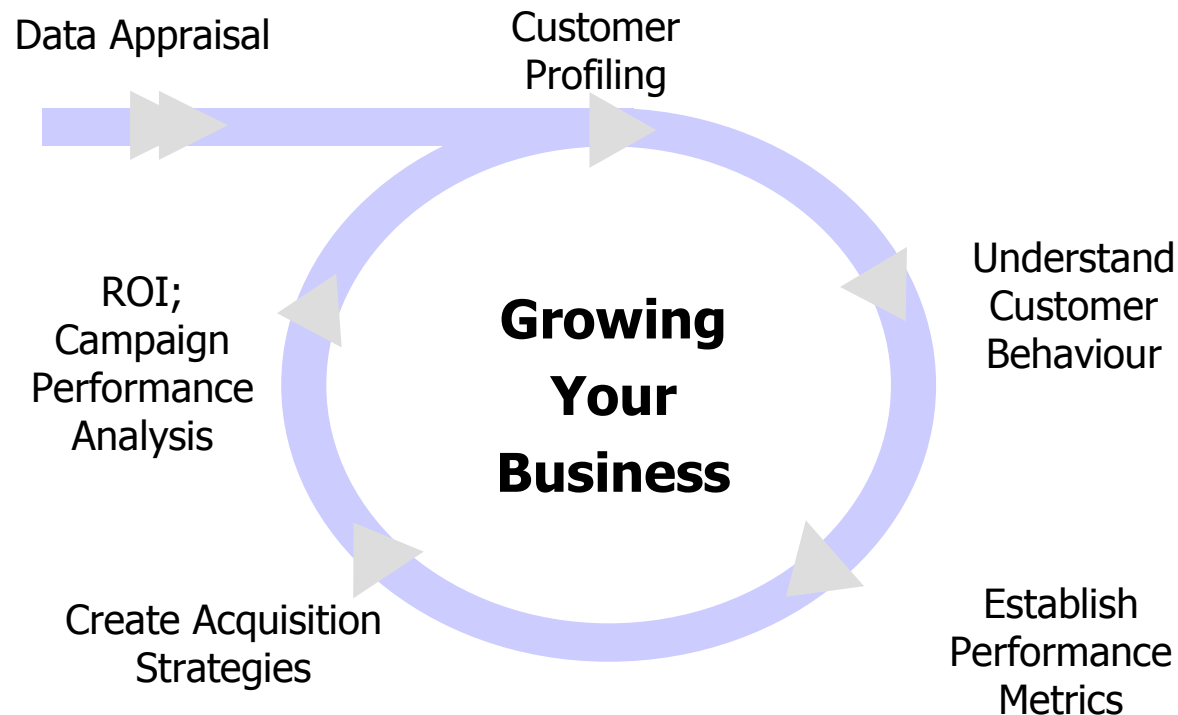 Data Appraisal
Customer
Profiling
Understand
Customer
Behaviour
Establish
Performance
Metrics
Create Acquisition
Strategies
ROI;
Campaign
Performance
Analysis
Growing
Your
Business